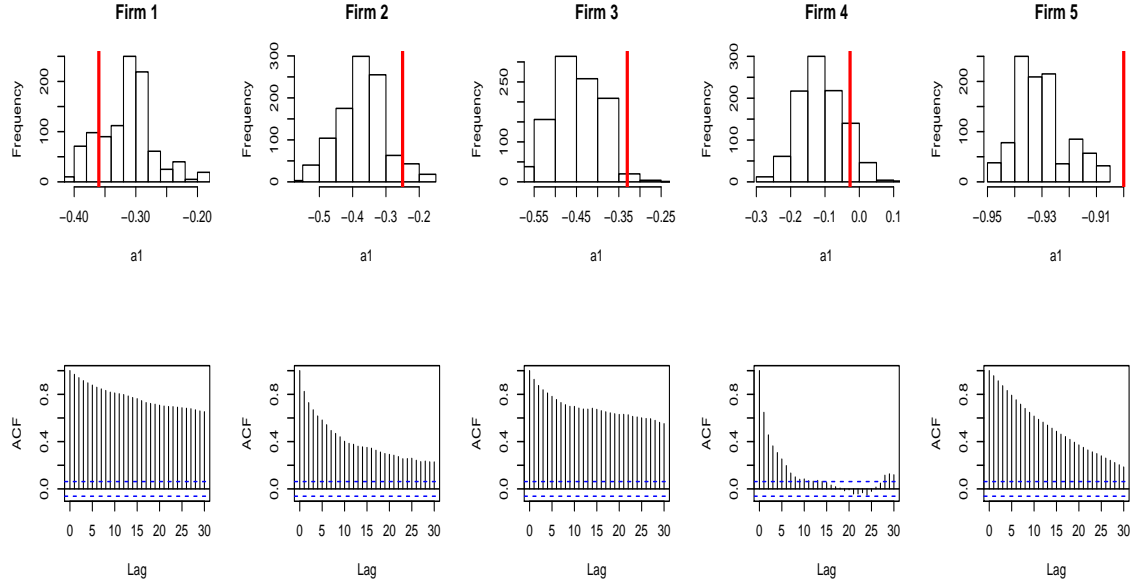 Firm 1
Firm 2
Firm 3
Firm 4
Firm 5
Frequency
0 100 200
−0.40 −0.30 −0.20
a1
Frequency
0 100 200 300
−0.5 −0.4 −0.3 −0.2
a1
Frequency
0 50 150 250
−0.55 −0.45 −0.35 −0.25
a1
Frequency
0 100 200 300
−0.3 −0.2 −0.1 0.0 0.1
a1
Frequency
0 50 100 200
−0.95 −0.93 −0.91
a1
ACF
0.0 0.4 0.8
0 5 10 15 20 25 30
Lag
ACF
0.0 0.4 0.8
0 5 10 15 20 25 30
Lag
ACF
0.0 0.4 0.8
0 5 10 15 20 25 30
Lag
ACF
0.0 0.4 0.8
0 5 10 15 20 25 30
Lag
ACF
0.0 0.4 0.8
0 5 10 15 20 25 30
Lag